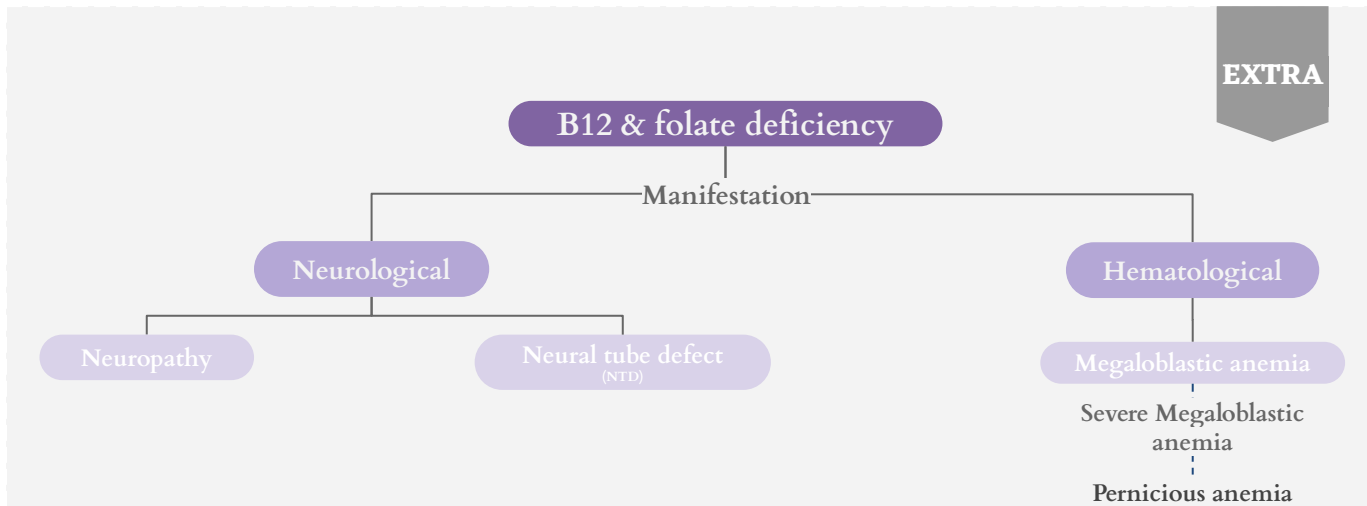 EXTRA
B12 & folate deficiency
Manifestation
Neurological
Hematological
Neuropathy
Neural tube defect
(NTD)
Megaloblastic anemia
Severe Megaloblastic
anemia
Pernicious anemia